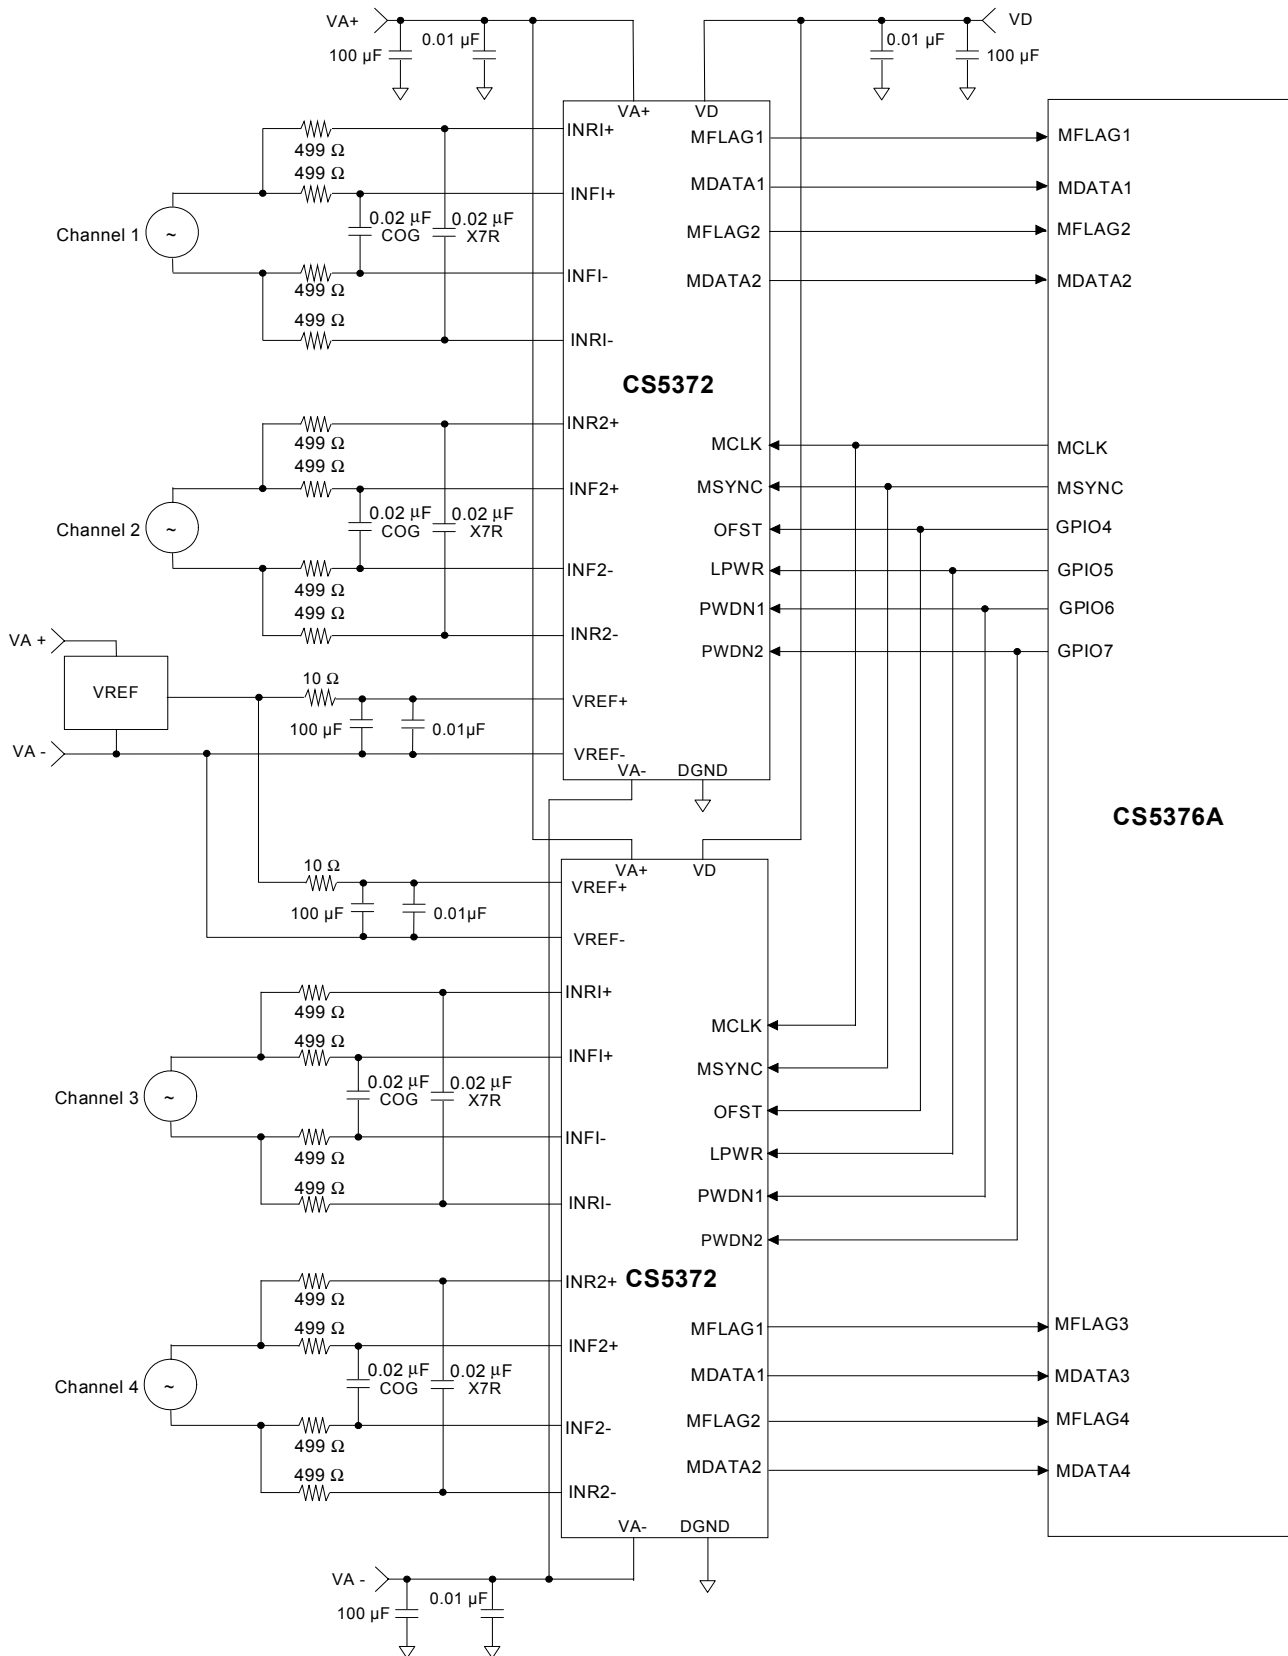 VA+
100 µF
0.01 µF
0.01 µF
100 µF
VD
VA+
VD
INRI+
499 Ω
499 Ω
INFI+
Channel 1
~
0.02 µF
COG
0.02 µF
X7R
INFI-
499 Ω
499 Ω
INRI-
MFLAG1
MDATA1
MFLAG2
MDATA2
MFLAG1
MDATA1
MFLAG2
MDATA2
CS5372
INR2+
499 Ω
499 Ω
INF2+
Channel 2
~
0.02 µF
COG
0.02 µF
X7R
INF2-
499 Ω
499 Ω
INR2-
MCLK
MSYNC
OFST
LPWR
PWDN1
PWDN2
MCLK
MSYNC
GPIO4
GPIO5
GPIO6
GPIO7
VA +
VREF
VA -
10 Ω
VREF+
100 µF
0.01µF
VREF-
VA-
DGND
CS5376A
VA+
VD
10 Ω
VREF+
100 µF
0.01µF
VREF-
INRI+
499 Ω
499 Ω
INFI+
Channel 3
~
0.02 µF
COG
0.02 µF
X7R
INFI-
499 Ω
499 Ω
INRI-
MCLK
MSYNC
OFST
LPWR
PWDN1
PWDN2
CS5372
INR2+
499 Ω
499 Ω
INF2+
Channel 4
~
0.02 µF
COG
0.02 µF
X7R
INF2-
499 Ω
499 Ω
INR2-
MFLAG1
MDATA1
MFLAG2
MDATA2
MFLAG3
MDATA3
MFLAG4
MDATA4
VA-
DGND
VA -
100 µF
0.01 µF